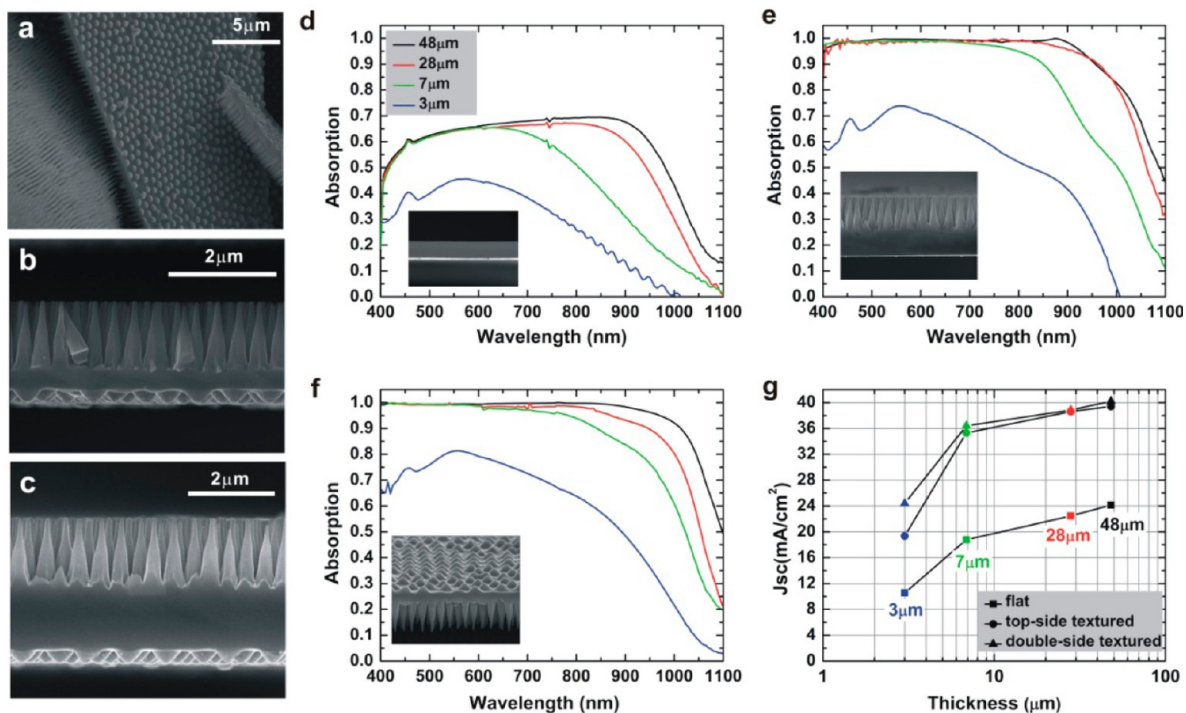 a
5μm
b
2μm
c
2μm
d
48μm
28μm
7μm
3μm
Absorption
1.0
0.9
0.8
0.7
0.6
0.5
0.4
0.3
0.2
0.1
0.0
400 500 600 700 800 900 1000 1100
Wavelength (nm)
e
Absorption
1.0
0.9
0.8
0.7
0.6
0.5
0.4
0.3
0.2
0.1
0.0
400 500 600 700 800 900 1000 1100
Wavelength (nm)
f
Absorption
1.0
0.9
0.8
0.7
0.6
0.5
0.4
0.3
0.2
0.1
0.0
400 500 600 700 800 900 1000 1100
Wavelength (nm)
g
Jsc(mA/cm²)
40
36
32
28
24
20
16
12
8
4
0
3μm
7μm
28μm
48μm
flat
top-side textured
double-side textured
1 10 100
Thickness (μm)